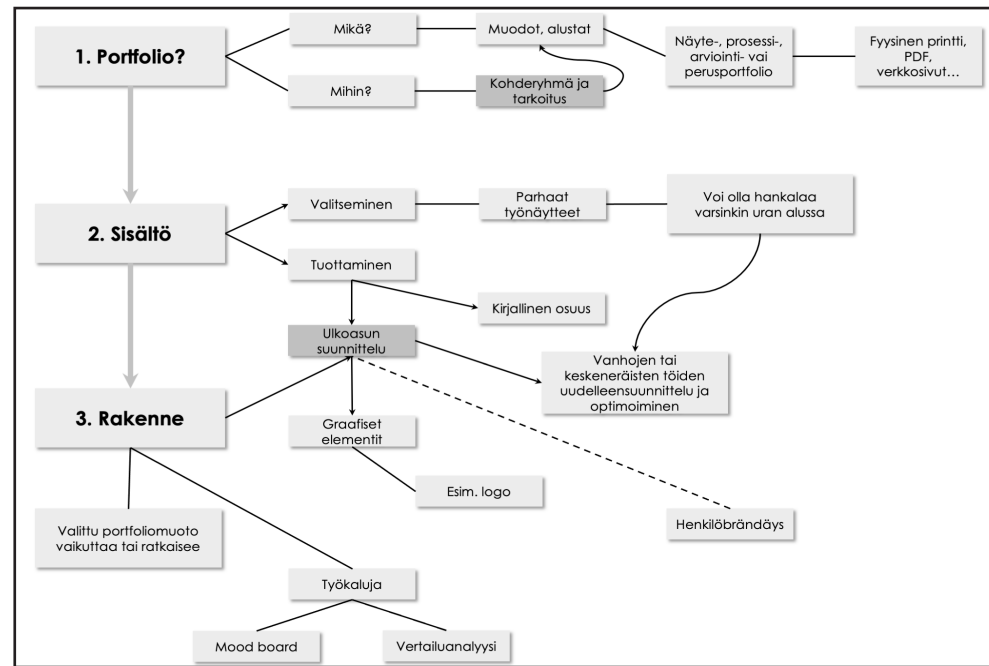 1. Portfolio?
Mikä?
Muodot, alustat
Näyte-, prosessi-,
arviointi- vai
perusportfolio
Fyysinen printti,
PDF,
verkkosivut...
Mihin?
Kohderyhmä ja
tarkoitus
2. Sisältö
Valitseminen
Parhaat
työnäytteet
Voi olla hankalaa
varsinkin uran alussa
Tuottaminen
Kirjallinen osuus
Ulkoasun
suunnittelu
Vanhojen tai
keskeneräisten töiden
uudelleensuunnittelu ja
optimoiminen
3. Rakenne
Graafiset
elementit
Esim. logo
Henkilöbrändäys
Valittu portfoliomuoto
vaikuttaa tai ratkaisee
Työkaluja
Mood board
Vertailuanalyysi